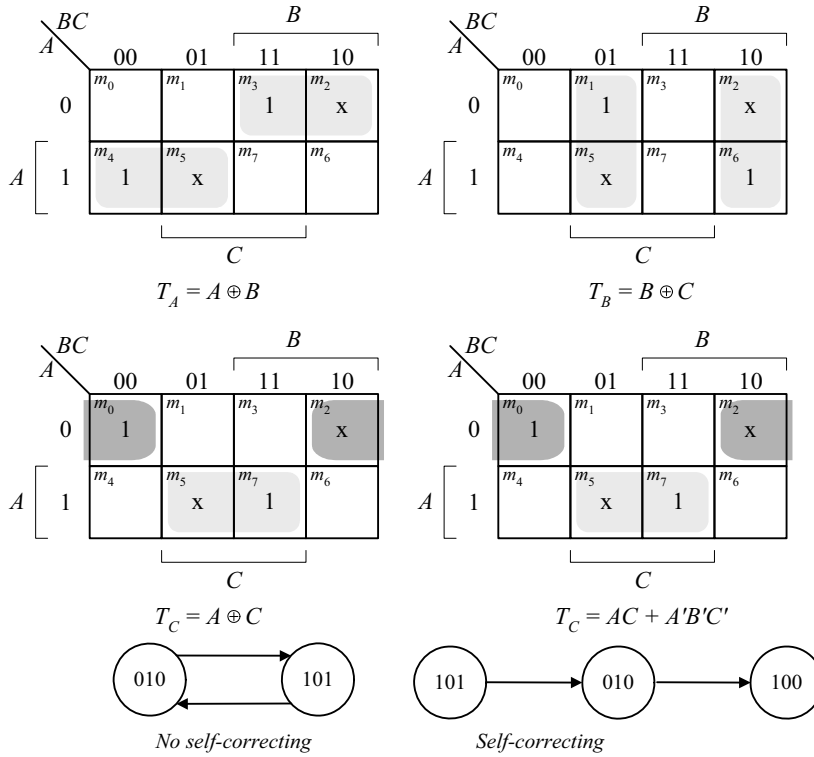 BC
A
B
00 01 11 10
m0 m1 m3 m2
0 1 x
m4 m5 m7 m6
A 1 1 x
C
T_A = A ⊕ B
BC
A
B
00 01 11 10
m0 m1 m3 m2
0 1 x
m4 m5 m7 m6
A 1 x 1
C
T_B = B ⊕ C
BC
A
B
00 01 11 10
m0 m1 m3 m2
0 1 x
m4 m5 m7 m6
A 1 x 1
C
T_C = A ⊕ C
BC
A
B
00 01 11 10
m0 m1 m3 m2
0 1 x
m4 m5 m7 m6
A 1 x 1
C
T_C = AC + A'B'C'
010 101
No self-correcting
101 010 100
Self-correcting